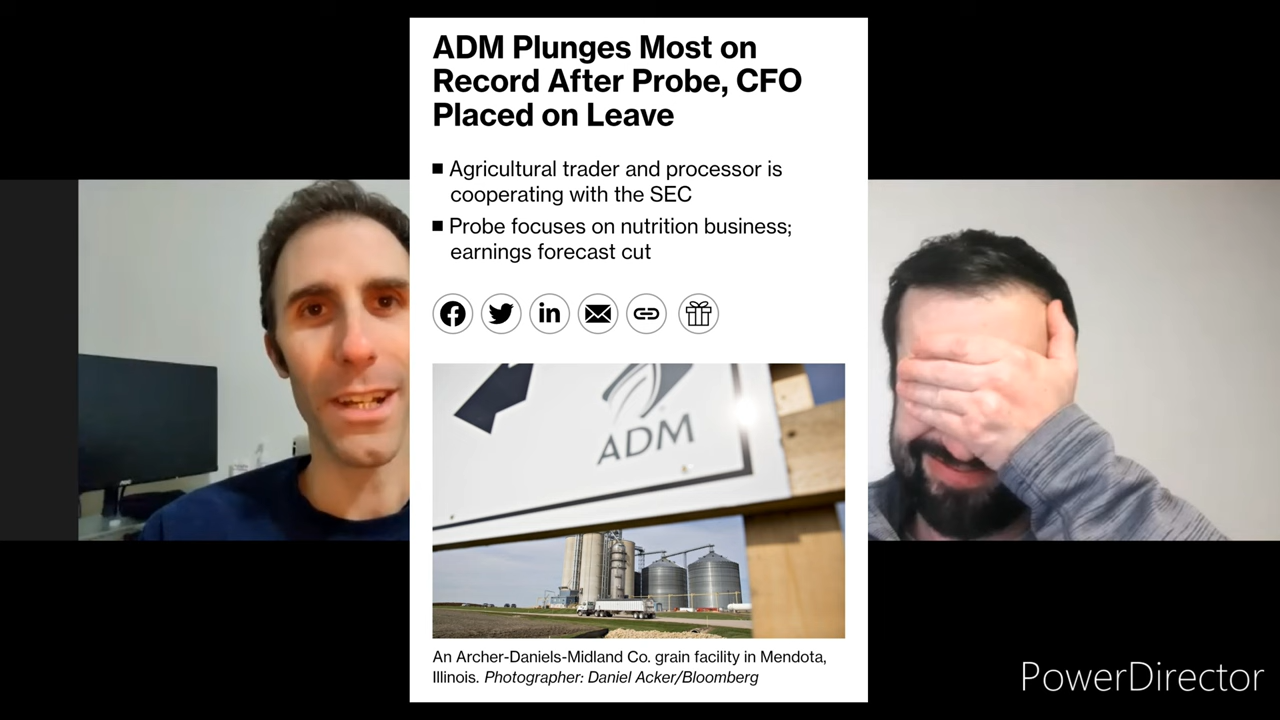 ADM Plunges Most on
Record After Probe, CFO
Placed on Leave
■ Agricultural trader and processor is
cooperating with the SEC
■ Probe focuses on nutrition business;
earnings forecast cut
in
ADM
An Archer-Daniels-Midland Co. grain facility in Mendota,
Illinois. Photographer: Daniel Acker/Bloomberg
PowerDirector